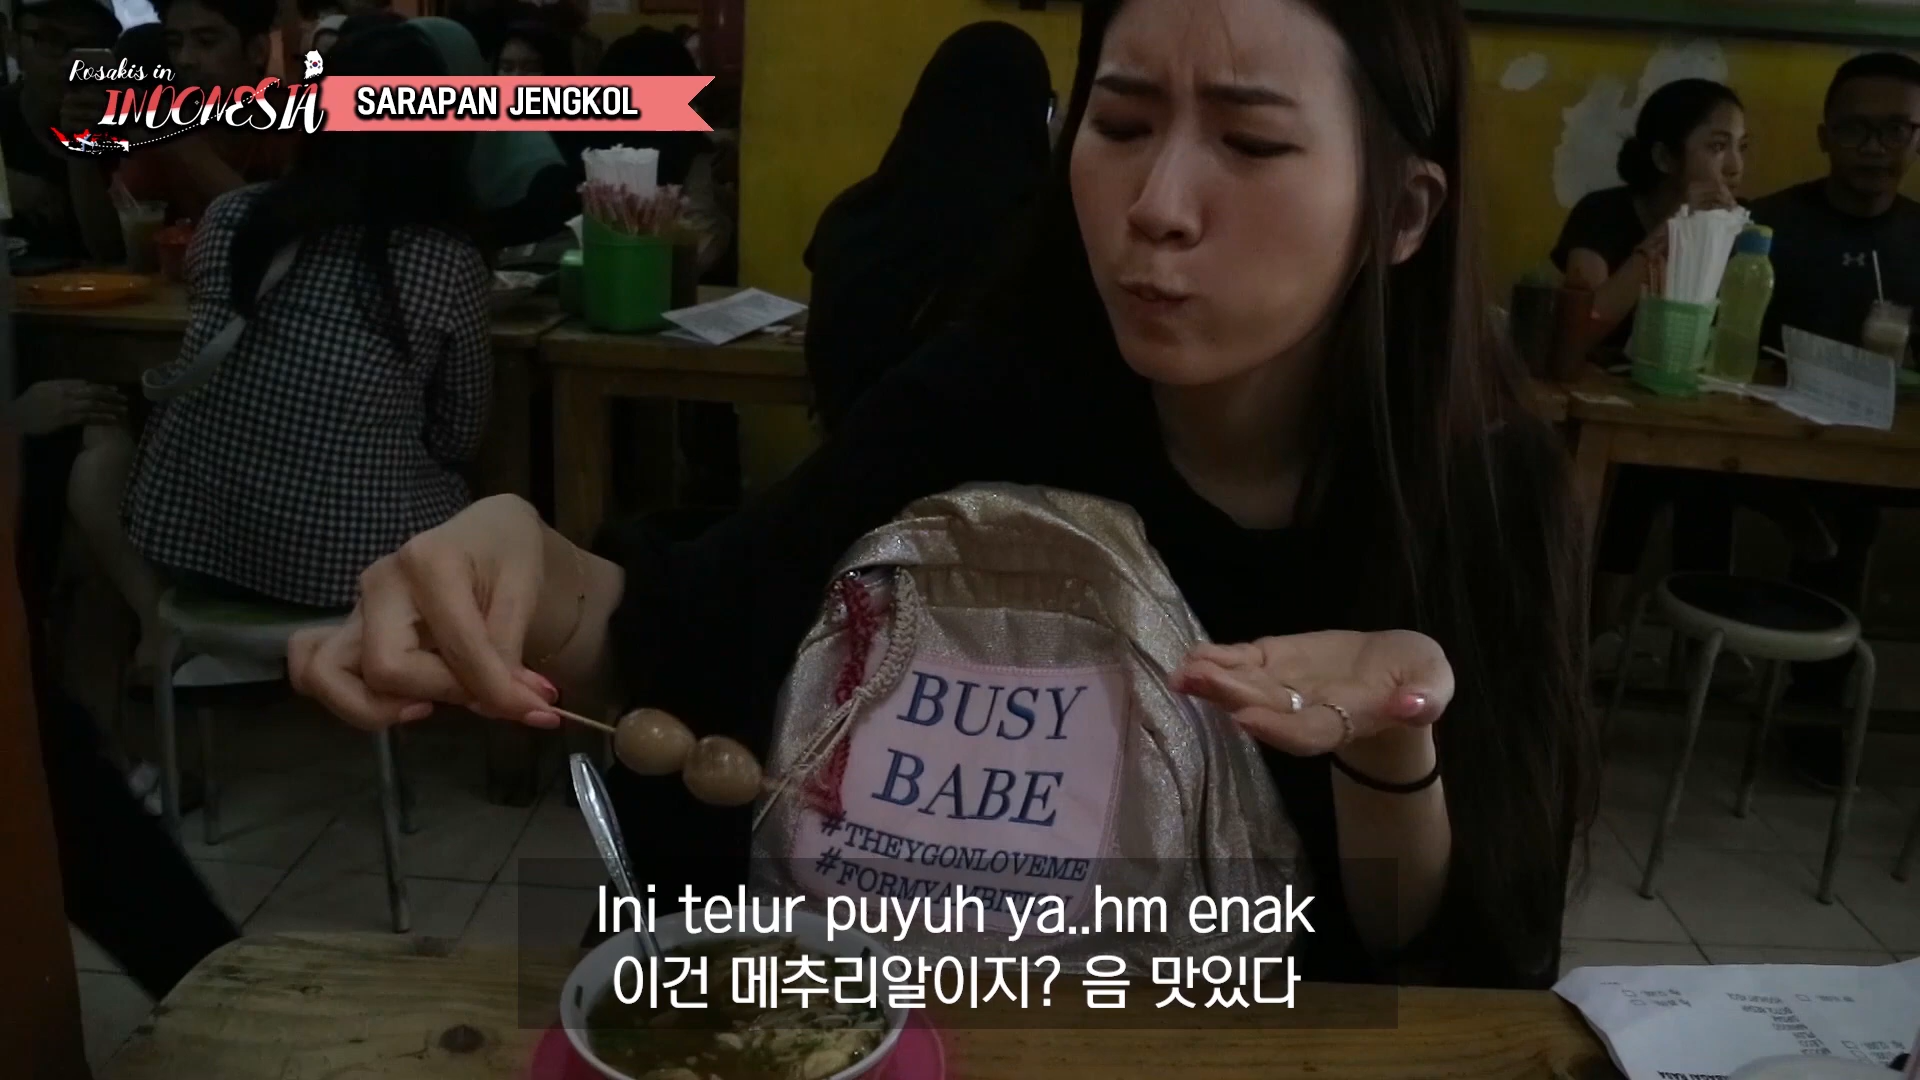 Rosakis in
INDONESIA
SARAPAN JENGKOL
BUSY
BABE
#THEYGONLOVEME
#FORMYAMBITION
Ini telur puyuh ya..hm enak
이건 메추리알이지? 음 맛있다